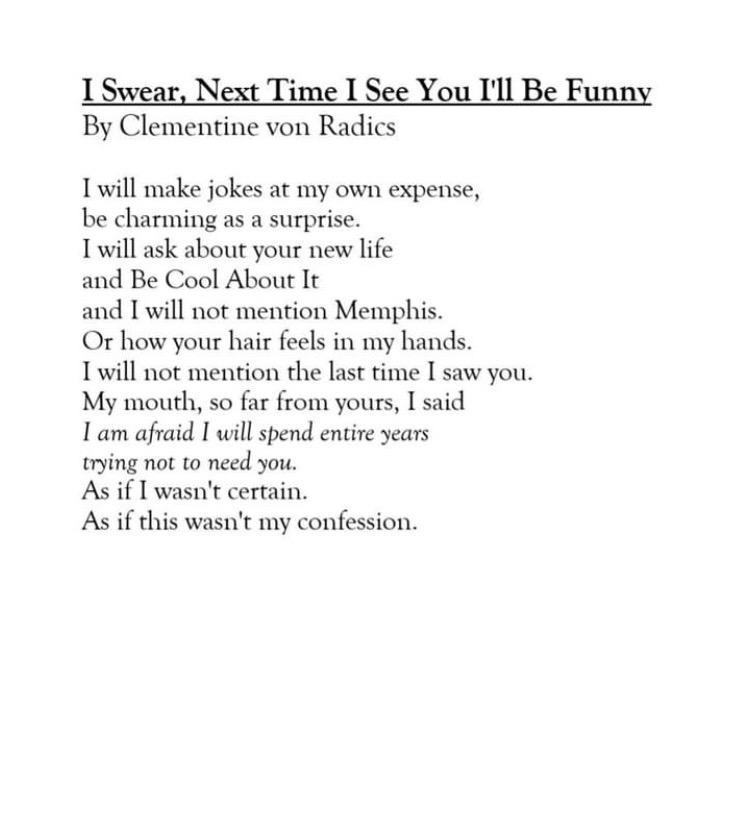 I Swear, Next Time I See You I'll Be Funny
By Clementine von Radics
I will make jokes at my own expense,
be charming as a surprise.
I will ask about your new life
and Be Cool About It
and I will not mention Memphis.
Or how your hair feels in my hands.
I will not mention the last time I saw you.
My mouth, so far from yours, I said
I am afraid I will spend entire years
trying not to need you.
As if I wasn't certain.
As if this wasn't my confession.